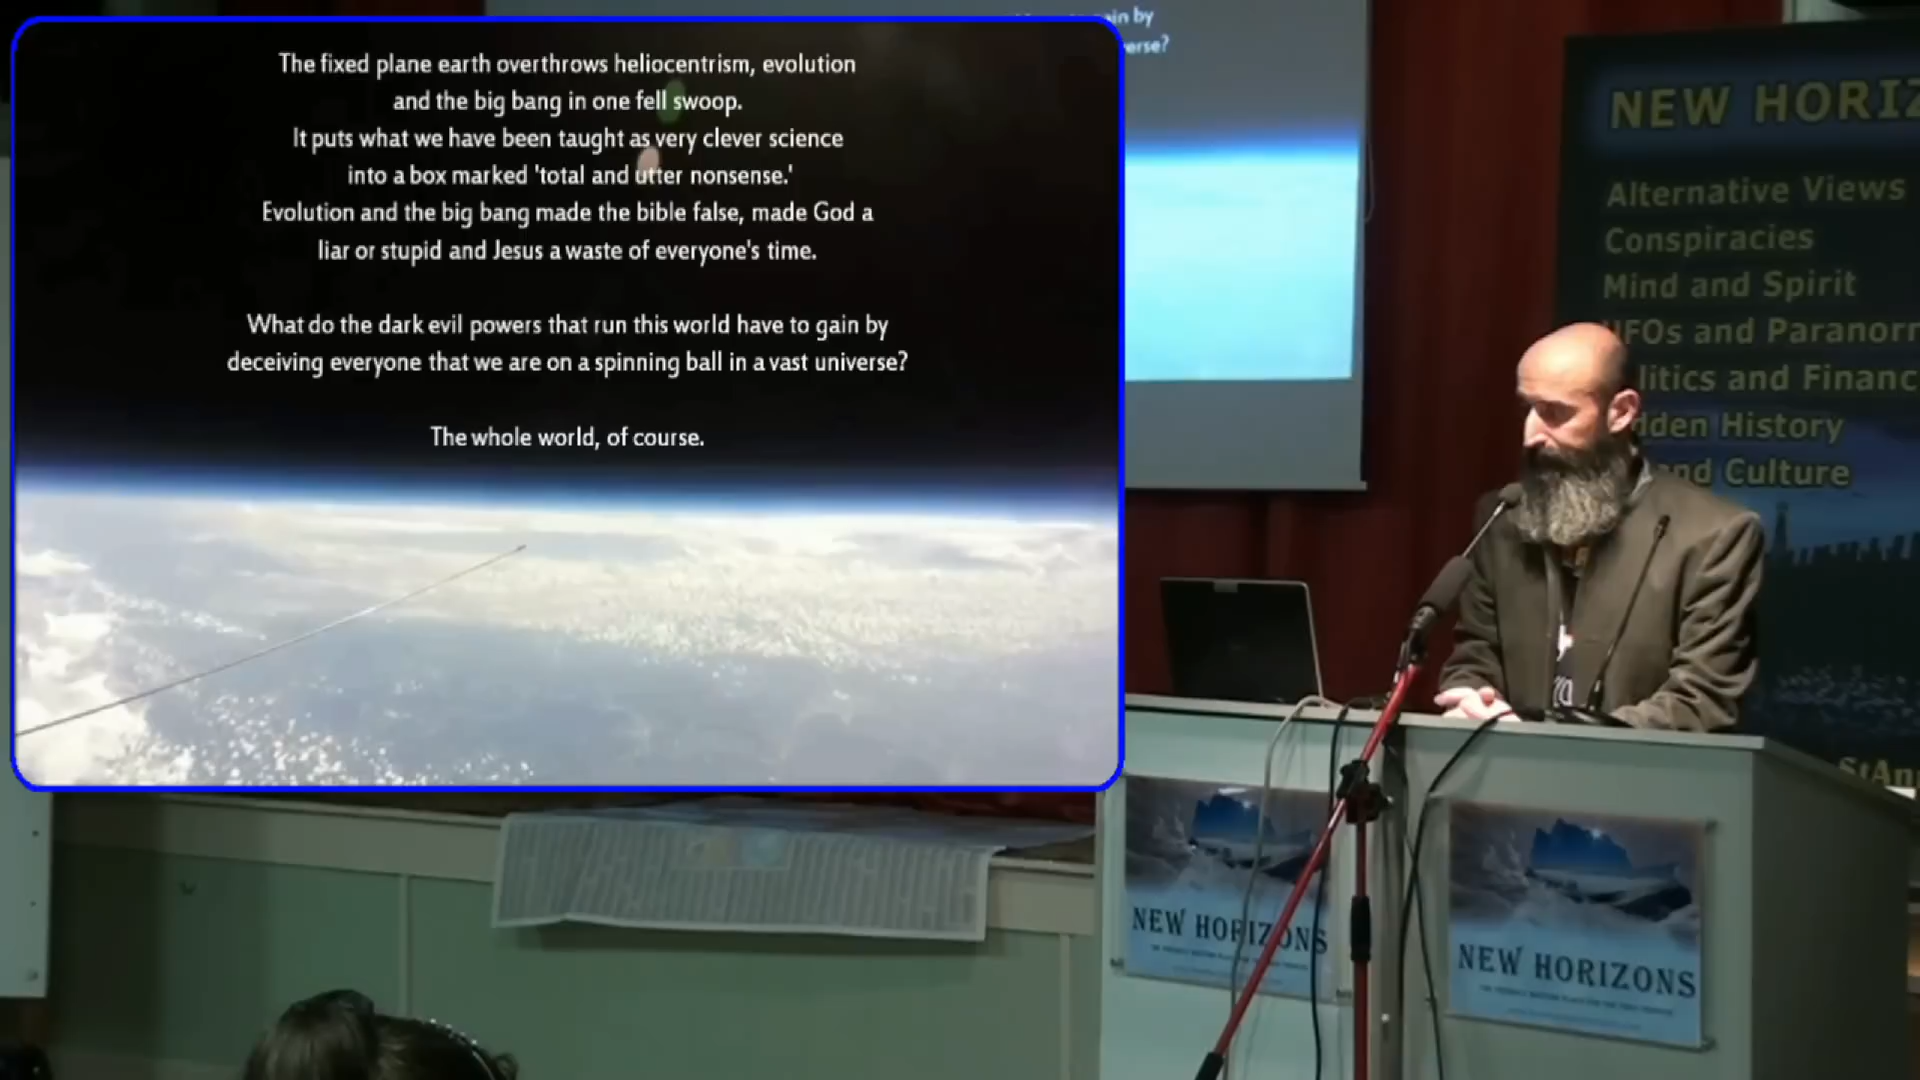 The fixed plane earth overthrows heliocentrism, evolution
and the big bang in one fell swoop.
It puts what we have been taught as very clever science
into a box marked 'total and utter nonsense.'
Evolution and the big bang made the bible false, made God a
liar or stupid and Jesus a waste of everyone's time.
What do the dark evil powers that run this world have to gain by
deceiving everyone that we are on a spinning ball in a vast universe?
The whole world, of course.
in by
erse?
NEW HORIZ
Alternative Views
Conspiracies
Mind and Spirit
UFOs and Paranorm
litics and Financ
dden History
nd Culture
StAn
NEW HORIZONS
NEW HORIZONS